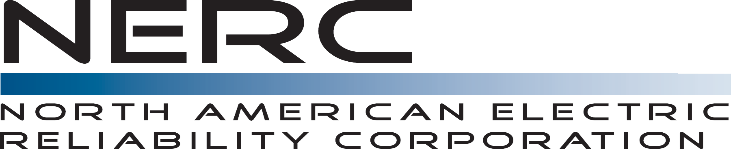 NERC
NORTH AMERICAN ELECTRIC
RELIABILITY CORPORATION